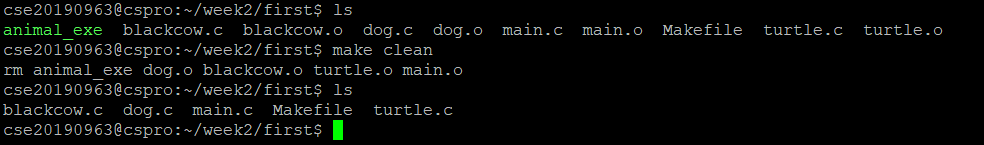 cse20190963@cspro:~/week2/first$ ls
animal_exe  blackcow.c  blackcow.o  dog.c  dog.o  main.c  main.o  Makefile  turtle.c  turtle.o
cse20190963@cspro:~/week2/first$ make clean
rm animal_exe dog.o blackcow.o turtle.o main.o
cse20190963@cspro:~/week2/first$ ls
blackcow.c  dog.c  main.c  Makefile  turtle.c
cse20190963@cspro:~/week2/first$